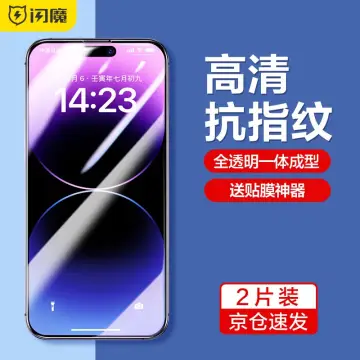 闪魔
月6·壬寅年七月初九
14:23
高清
抗指纹
全透明一体成型
送贴膜神器
2片装
京仓速发